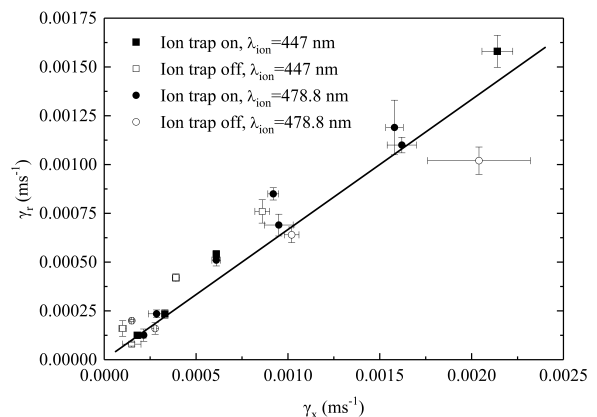 0.00175
0.00150
0.00125
0.00100
0.00075
0.00050
0.00025
0.00000
γr (ms-1)
Ion trap on, λion=447 nm
Ion trap off, λion=447 nm
Ion trap on, λion=478.8 nm
Ion trap off, λion=478.8 nm
0.0000 0.0005 0.0010 0.0015 0.0020 0.0025
γx (ms-1)